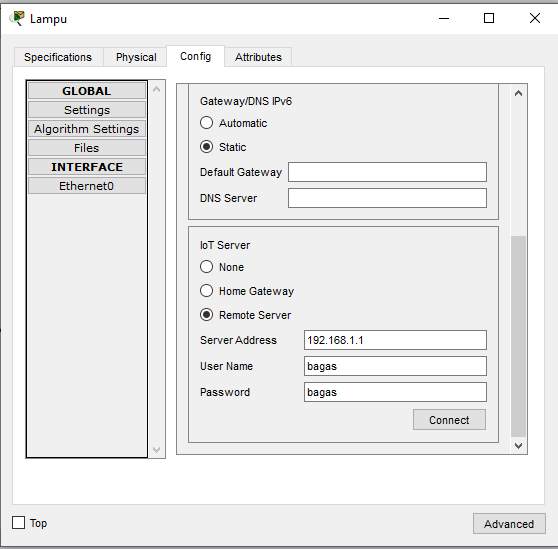 Lampu
Specifications Physical Config Attributes
GLOBAL
Settings
Algorithm Settings
Files
INTERFACE
Ethernet0
Gateway/DNS IPv6
Automatic
Static
Default Gateway
DNS Server
IoT Server
None
Home Gateway
Remote Server
Server Address 192.168.1.1
User Name bagas
Password bagas
Connect
Top
Advanced